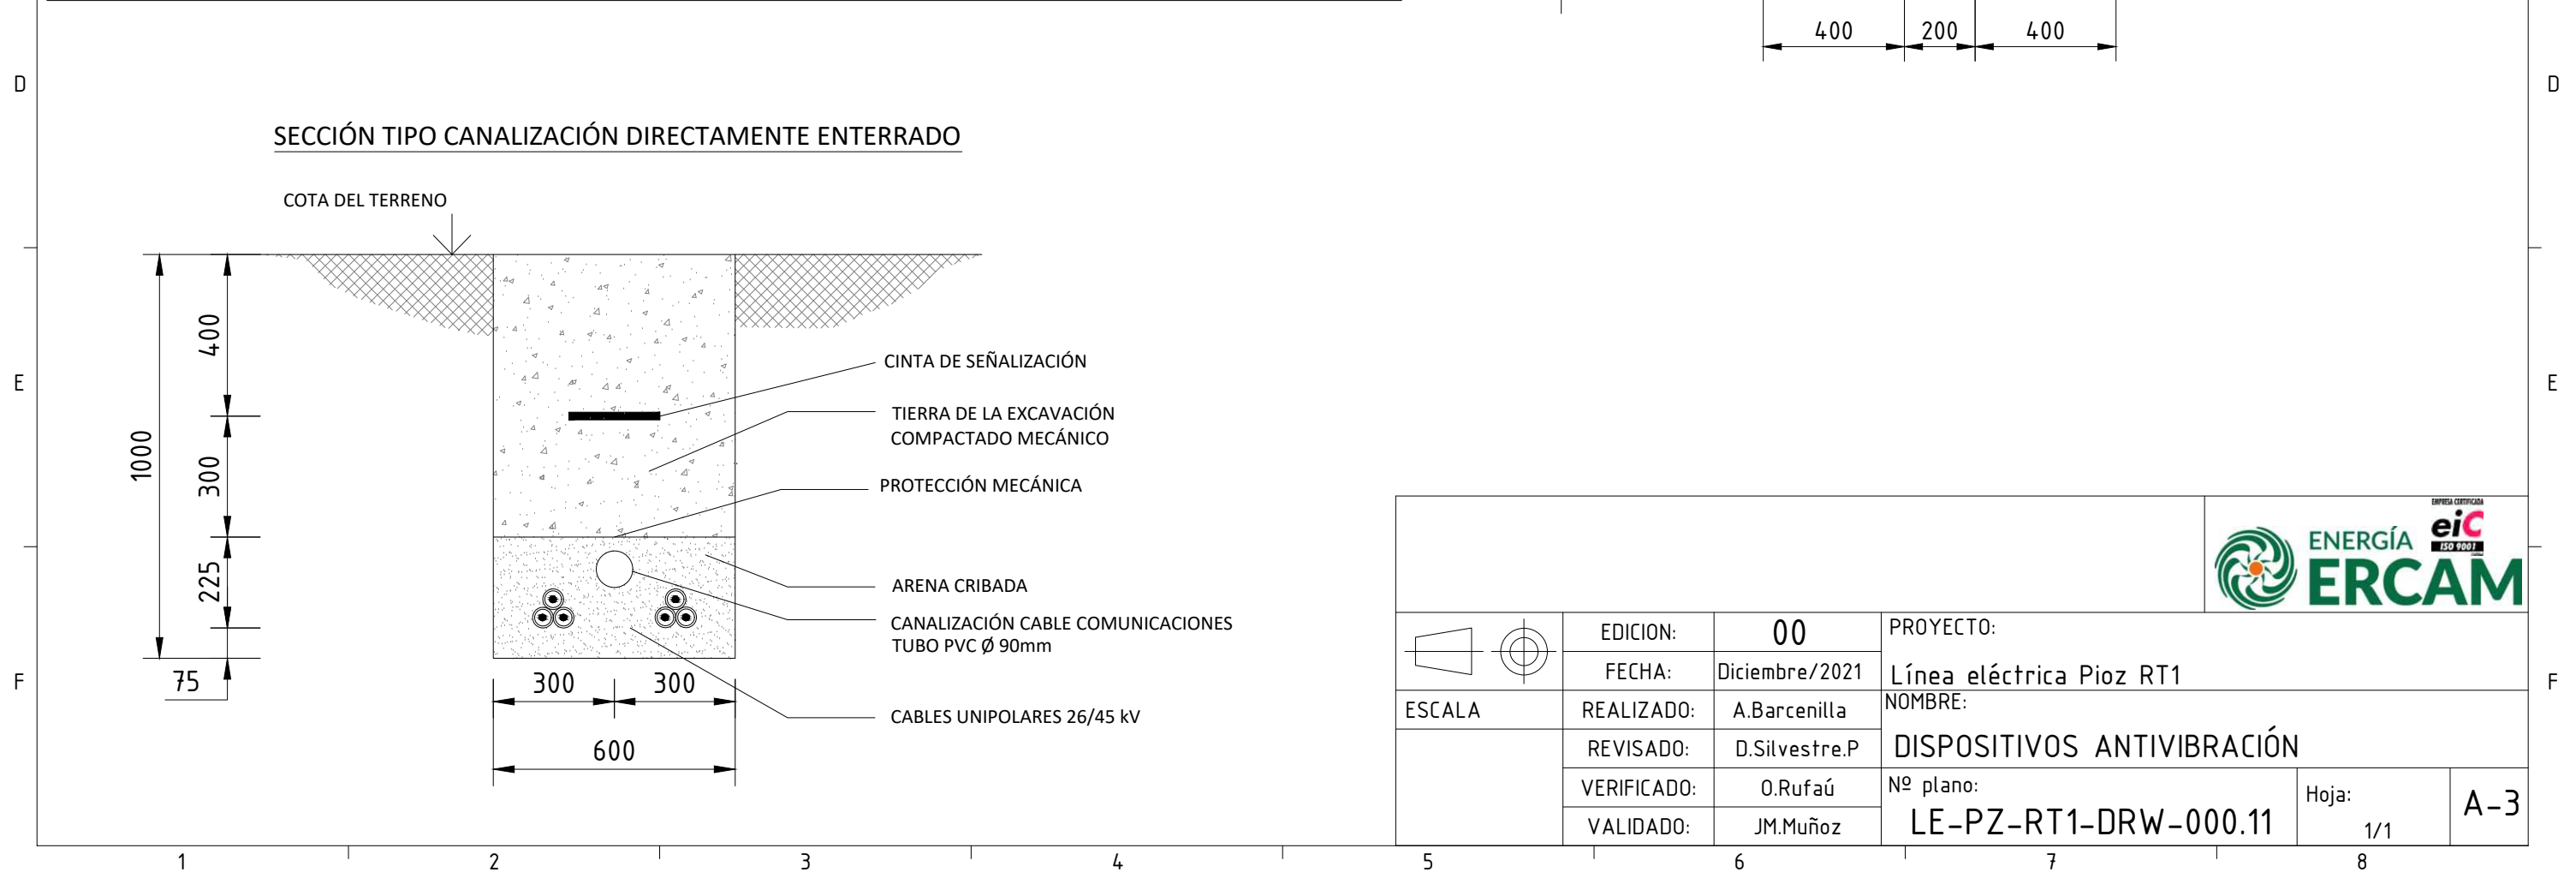 400 200 400
D D
SECCIÓN TIPO CANALIZACIÓN DIRECTAMENTE ENTERRADO
COTA DEL TERRENO
400
CINTA DE SEÑALIZACIÓN
E E
TIERRA DE LA EXCAVACIÓN
COMPACTADO MECÁNICO
1000
300
PROTECCIÓN MECÁNICA
225
ARENA CRIBADA
CANALIZACIÓN CABLE COMUNICACIONES
TUBO PVC Ø 90mm
75
300 300
CABLES UNIPOLARES 26/45 kV
600
F F
EMPRESA CERTIFICADA
eiC
ISO 9001
ENERGÍA
ERCAM
EDICION: 00
PROYECTO:
FECHA: Diciembre/2021
Línea eléctrica Pioz RT1
ESCALA
REALIZADO: A.Barcenilla
NOMBRE:
REVISADO: D.Silvestre.P
DISPOSITIVOS ANTIVIBRACIÓN
VERIFICADO: O.Rufaú
Nº plano:
Hoja:
A-3
VALIDADO: JM.Muñoz
LE-PZ-RT1-DRW-000.11
1/1
1 2 3 4 5 6 7 8